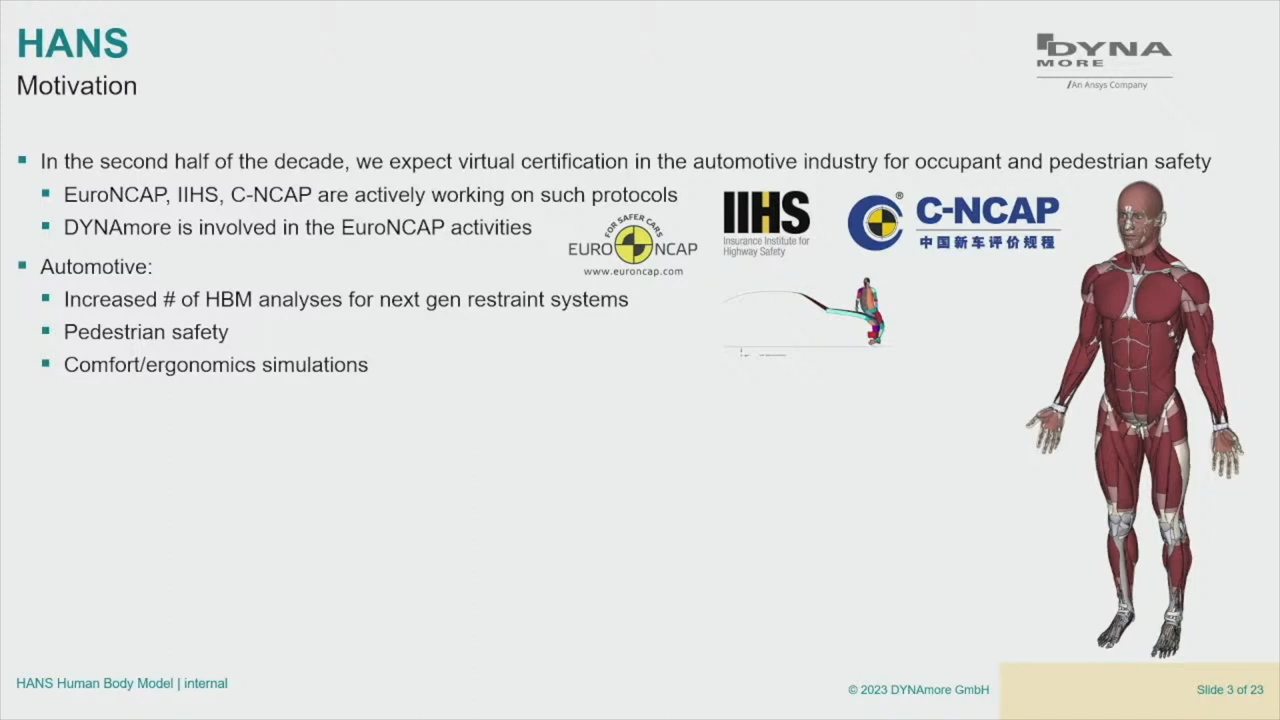 HANS
Motivation
DYNA
MORE
/An Ansys Company
In the second half of the decade, we expect virtual certification in the automotive industry for occupant and pedestrian safety
EuroNCAP, IIHS, C-NCAP are actively working on such protocols
DYNAmore is involved in the EuroNCAP activities
FOR SAFER CARS
EURO NCAP
www.euroncap.com
IIHS
Insurance Institute for
Highway Safety
®
C-NCAP
中国新车评价规程
Automotive:
Increased # of HBM analyses for next gen restraint systems
Pedestrian safety
Comfort/ergonomics simulations
HANS Human Body Model | internal
© 2023 DYNAmore GmbH
Slide 3 of 23